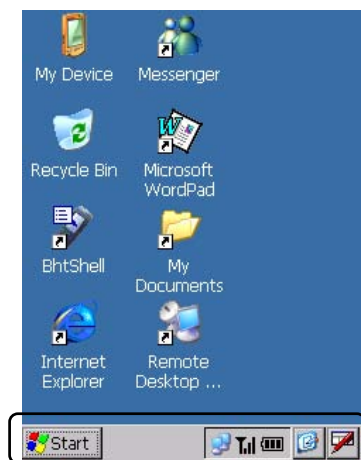 My Device
Messenger
Recycle Bin
Microsoft
WordPad
BhtShell
My
Documents
Internet
Explorer
Remote
Desktop ...
Start